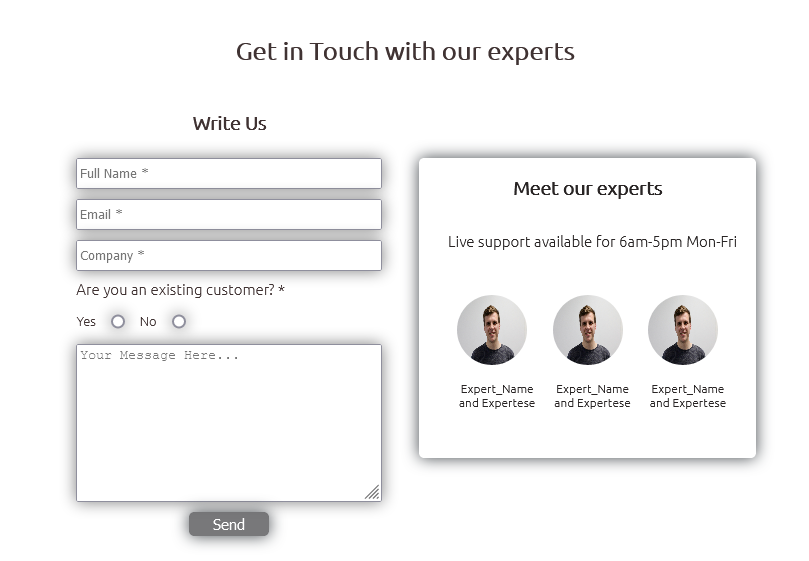 Get in Touch with our experts
Write Us
Full Name *
Email *
Company *
Are you an existing customer? *
Yes No
Your Message Here...
Send
Meet our experts
Live support available for 6am-5pm Mon-Fri
Expert_Name
and Expertese
Expert_Name
and Expertese
Expert_Name
and Expertese